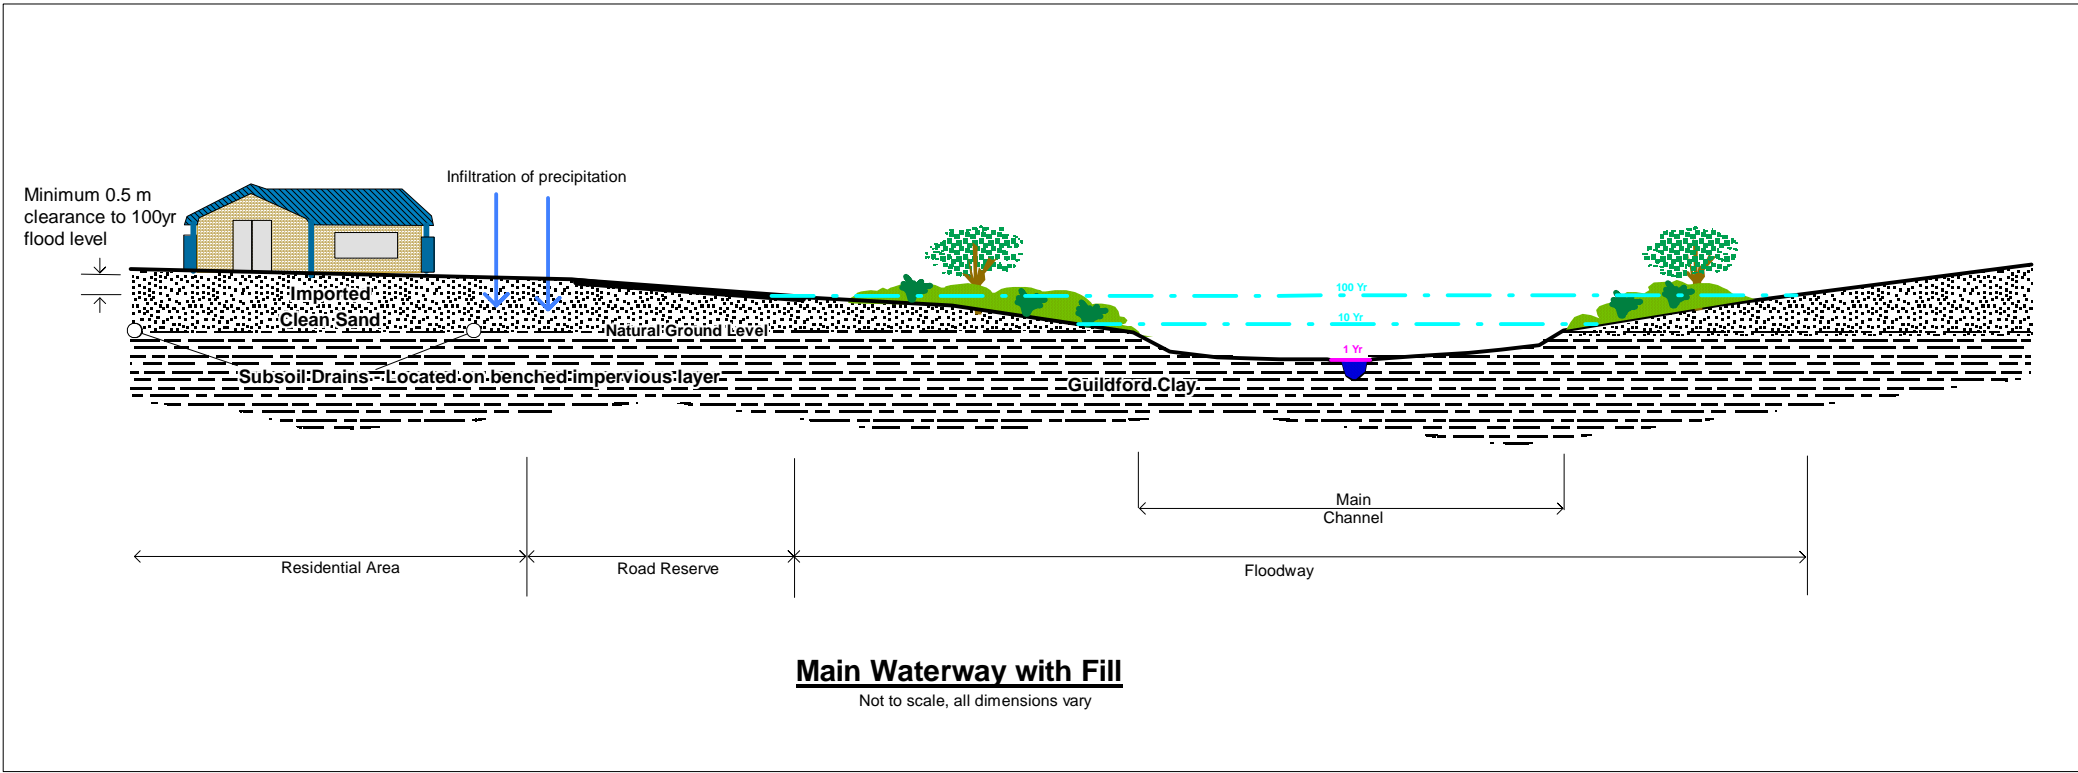 Infiltration of precipitation
Minimum 0.5 m
clearance to 100yr
flood level
Imported
Clean Sand
100 Yr
10 Yr
Natural Ground Level
1 Yr
Subsoil Drains - Located on benched impervious layer
Guildford Clay
Main
Channel
Residential Area
Road Reserve
Floodway
Main Waterway with Fill
Not to scale, all dimensions vary